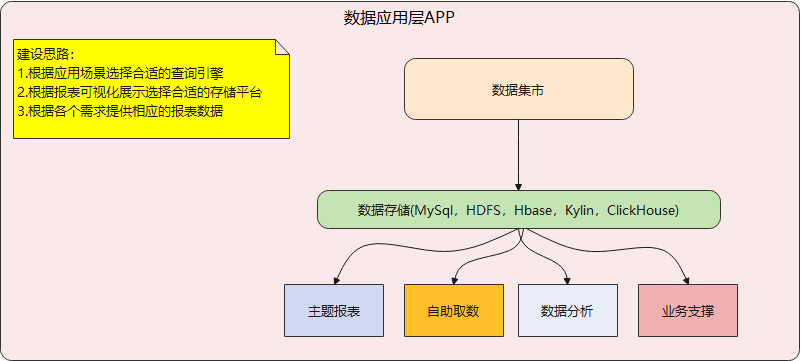 数据应用层APP
建设思路：
1.根据应用场景选择合适的查询引擎
2.根据报表可视化展示选择合适的存储平台
3.根据各个需求提供相应的报表数据
数据集市
数据存储(MySql，HDFS，Hbase，Kylin，ClickHouse)
主题报表
自助取数
数据分析
业务支撑